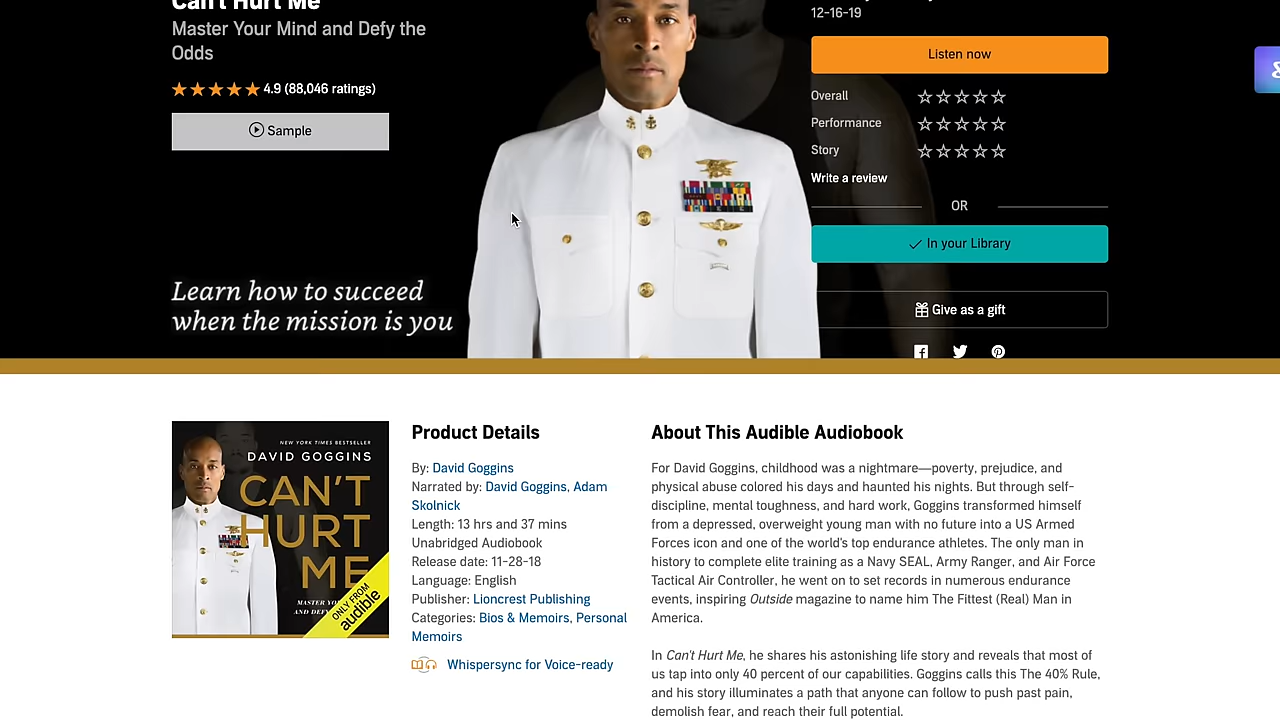 Can't Hurt Me
Master Your Mind and Defy the
Odds
4.9 (88,046 ratings)
Sample
Learn how to succeed
when the mission is you
12-16-19
Listen now
Overall
Performance
Story
Write a review
OR
In your Library
Give as a gift
NEW YORK TIMES BESTSELLER
DAVID GOGGINS
CAN'T
HURT
ME
MASTER YO
AND DEF
ONLY FROM
audible
Product Details
By: David Goggins
Narrated by: David Goggins, Adam
Skolnick
Length: 13 hrs and 37 mins
Unabridged Audiobook
Release date: 11-28-18
Language: English
Publisher: Lioncrest Publishing
Categories: Bios & Memoirs, Personal
Memoirs
Whispersync for Voice-ready
About This Audible Audiobook
For David Goggins, childhood was a nightmare—poverty, prejudice, and
physical abuse colored his days and haunted his nights. But through self-
discipline, mental toughness, and hard work, Goggins transformed himself
from a depressed, overweight young man with no future into a US Armed
Forces icon and one of the world's top endurance athletes. The only man in
history to complete elite training as a Navy SEAL, Army Ranger, and Air Force
Tactical Air Controller, he went on to set records in numerous endurance
events, inspiring Outside magazine to name him The Fittest (Real) Man in
America.
In Can't Hurt Me, he shares his astonishing life story and reveals that most of
us tap into only 40 percent of our capabilities. Goggins calls this The 40% Rule,
and his story illuminates a path that anyone can follow to push past pain,
demolish fear, and reach their full potential.